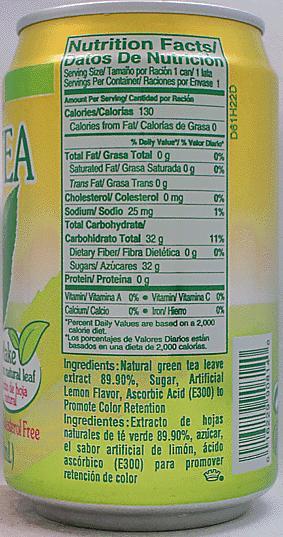 Nutrition Facts/
Datos De Nutrición
Serving Size/ Tamaño por Ración 1 can/ 1 lata
Servings Per Container/ Raciones por Envase 1
Amount Per Serving/ Cantidad por Ración
Calories/Calorías 130
Calories from Fat/ Calorías de Grasa 0
% Daily Value*/ % Valor Diario*
Total Fat/ Grasa Total 0 g 0%
Saturated Fat/ Grasa Saturada 0 g 0%
Trans Fat/ Grasa Trans 0 g
Cholesterol/ Colesterol 0 mg 0%
Sodium/ Sodio 25 mg 1%
Total Carbohydrate/
Carbohidrato Total 32 g 11%
Dietary Fiber/ Fibra Dietética 0 g 0%
Sugars/ Azúcares 32 g
Protein/ Proteína 0 g
Vitamin/ Vitamina A 0% • Vitamin/ Vitamina C 0%
Calcium/ Calcio 0% • Iron/ Hierro 0%
*Percent Daily Values are based on a 2,000
calorie diet.
*Los porcentajes de Valores Diarios están
basados en una dieta de 2,000 calorías.
Ingredients: Natural green tea leave
extract 89.90%, Sugar, Artificial
Lemon Flavor, Ascorbic Acid (E300) to
Promote Color Retention
Ingredientes: Extracto de hojas
naturales de té verde 89.90%, azúcar,
el sabor artificial de limón, ácido
ascórbico (E300) para promover
retención de color
EA
natural leaf
de hoja
natural
Free
D61H22D